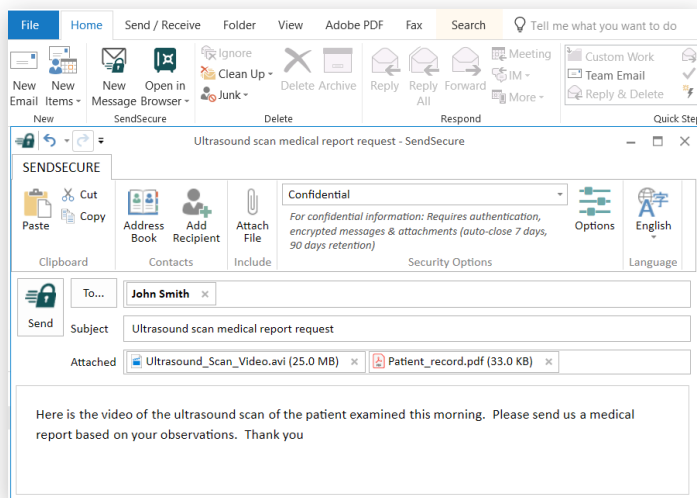 File Home Send / Receive Folder View Adobe PDF Fax Search Tell me what you want to do
Ignore Meeting Custom Work
Clean Up Team Email
Junk IM Reply & Delete
New Email New Items New Message Open in Browser Delete Archive Reply Reply All Forward More
New SendSecure Delete Respond Quick Step
Ultrasound scan medical report request - SendSecure
SENDSECURE
Cut
Copy
Paste Address Book Add Recipient Attach File Confidential Options English
For confidential information: Requires authentication,
encrypted messages & attachments (auto-close 7 days,
90 days retention)
Clipboard Contacts Include Security Options Language
To... John Smith
Send
Subject Ultrasound scan medical report request
Attached Ultrasound_Scan_Video.avi (25.0 MB) Patient_record.pdf (33.0 KB)
Here is the video of the ultrasound scan of the patient examined this morning. Please send us a medical
report based on your observations. Thank you